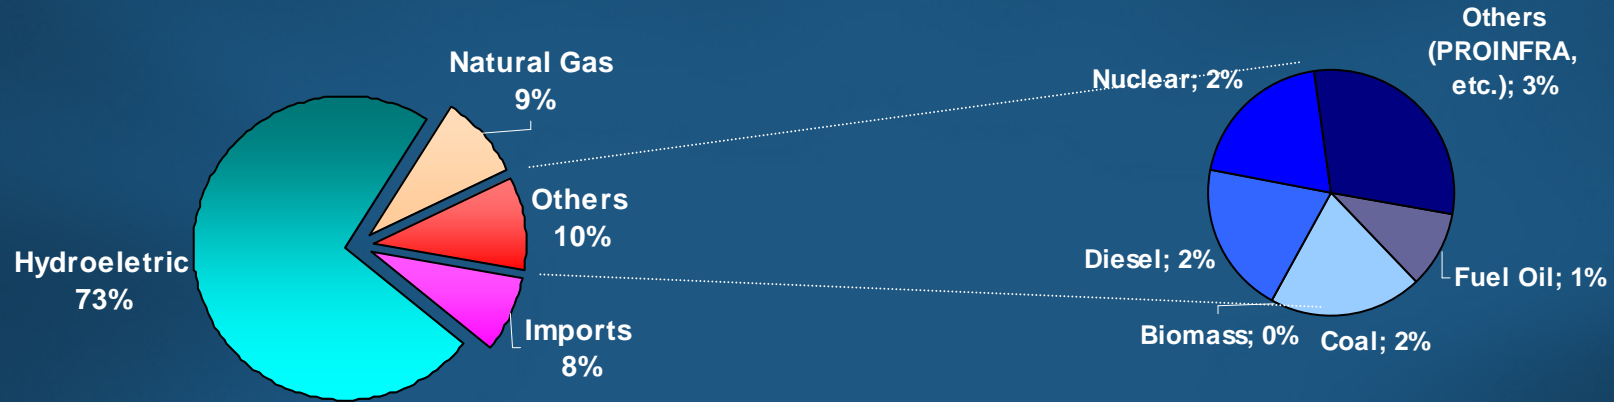 Natural Gas
9%
Others
10%
Hydroeletric
73%
Imports
8%
Others
(PROINFRA,
etc.); 3%
Nuclear; 2%
Diesel; 2%
Fuel Oil; 1%
Biomass; 0%
Coal; 2%